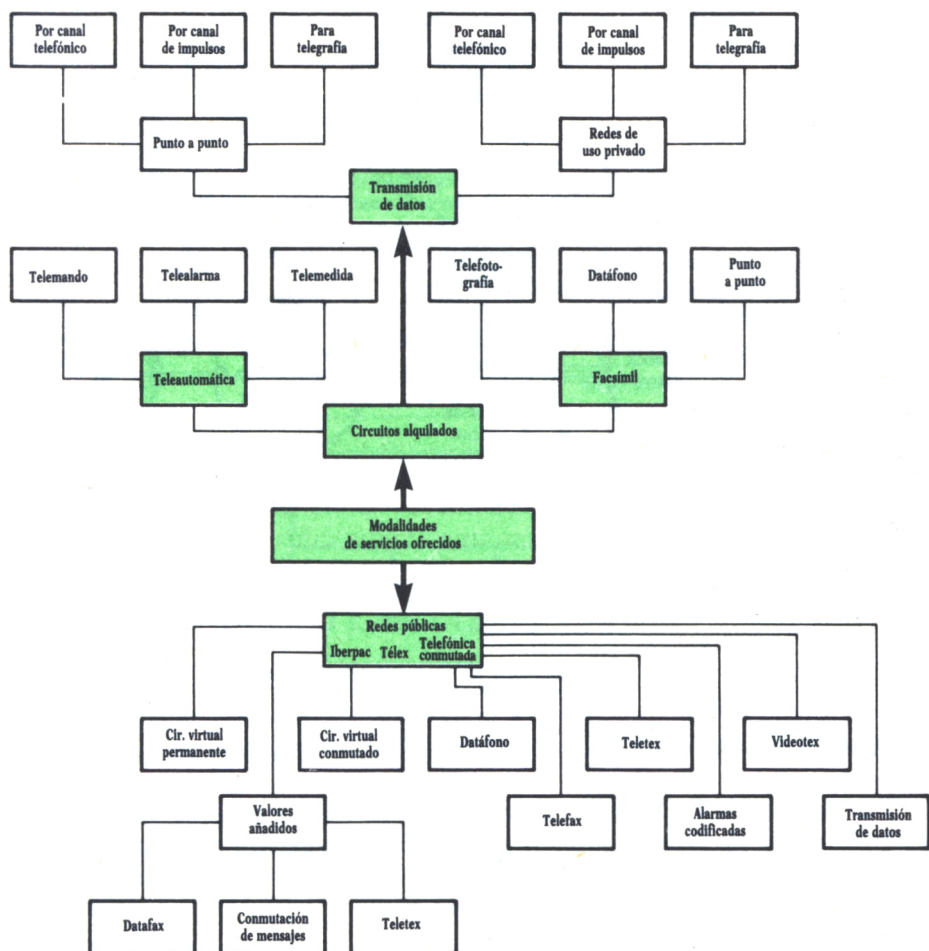 Por canal
telefónico
Por canal
de impulsos
Para
telegrafía
Por canal
telefónico
Por canal
de impulsos
Para
telegrafía
Punto a punto
Redes de
uso privado
Transmisión
de datos
Telemando
Telealarma
Telemedida
Telefoto-
grafía
Datáfono
Punto
a punto
Teleautomática
Facsímil
Circuitos alquilados
Modalidades
de servicios ofrecidos
Redes públicas
Iberpac
Télex
Telefónica
conmutada
Cir. virtual
permanente
Cir. virtual
conmutado
Datáfono
Teletex
Videotex
Valores
añadidos
Telefax
Alarmas
codificadas
Transmisión
de datos
Datafax
Conmutación
de mensajes
Teletex